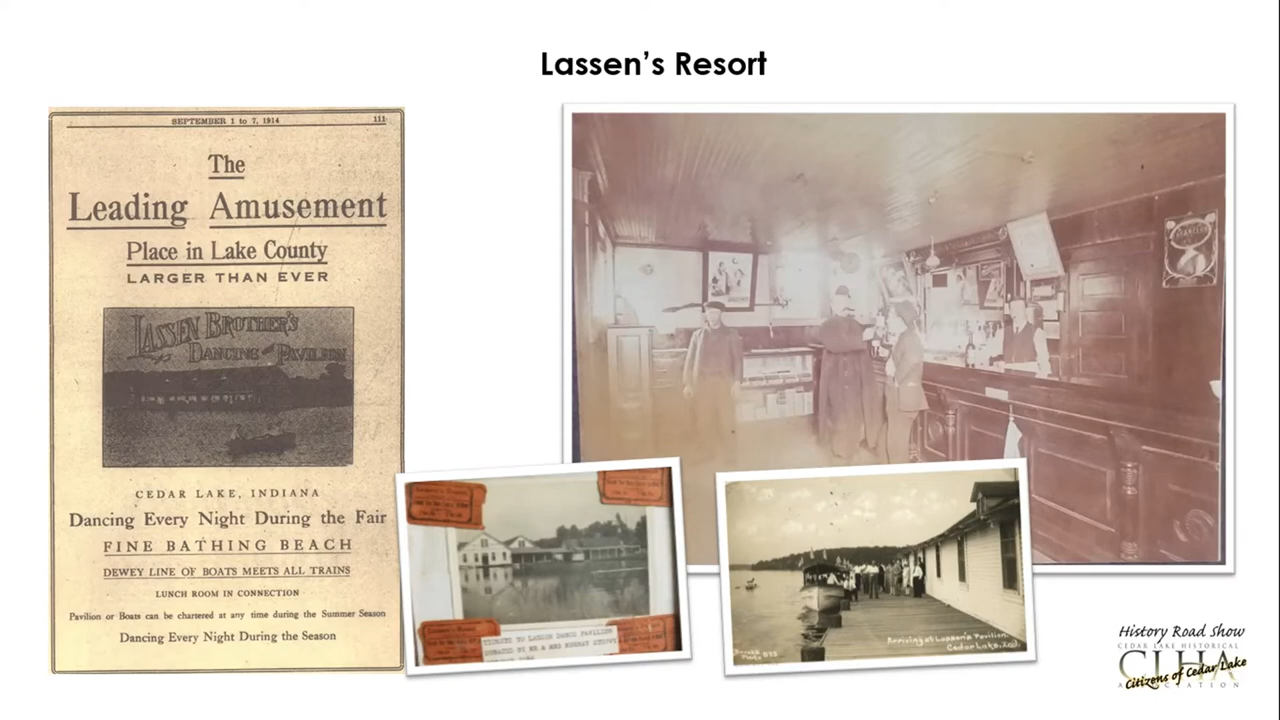 Lassen's Resort
SEPTEMBER 1 to 7, 1914 111
The
Leading Amusement
Place in Lake County
LARGER THAN EVER
LASSEN BROTHER'S
DANCING PAVILION
CEDAR LAKE, INDIANA
Dancing Every Night During the Fair
FINE BATHING BEACH
DEWEY LINE OF BOATS MEETS ALL TRAINS
LUNCH ROOM IN CONNECTION
Pavilion or Boats can be chartered at any time during the Summer Season
Dancing Every Night During the Season
TICKETS TO LASSEN DANCE PAVILION
DONATED BY MR & MRS
Arriving at Lassen's Pavilion.
Cedar Lake, Ind.
History Road Show
CEDAR LAKE HISTORICAL
CLHA
Citizens of Cedar Lake
ASSOCIATION